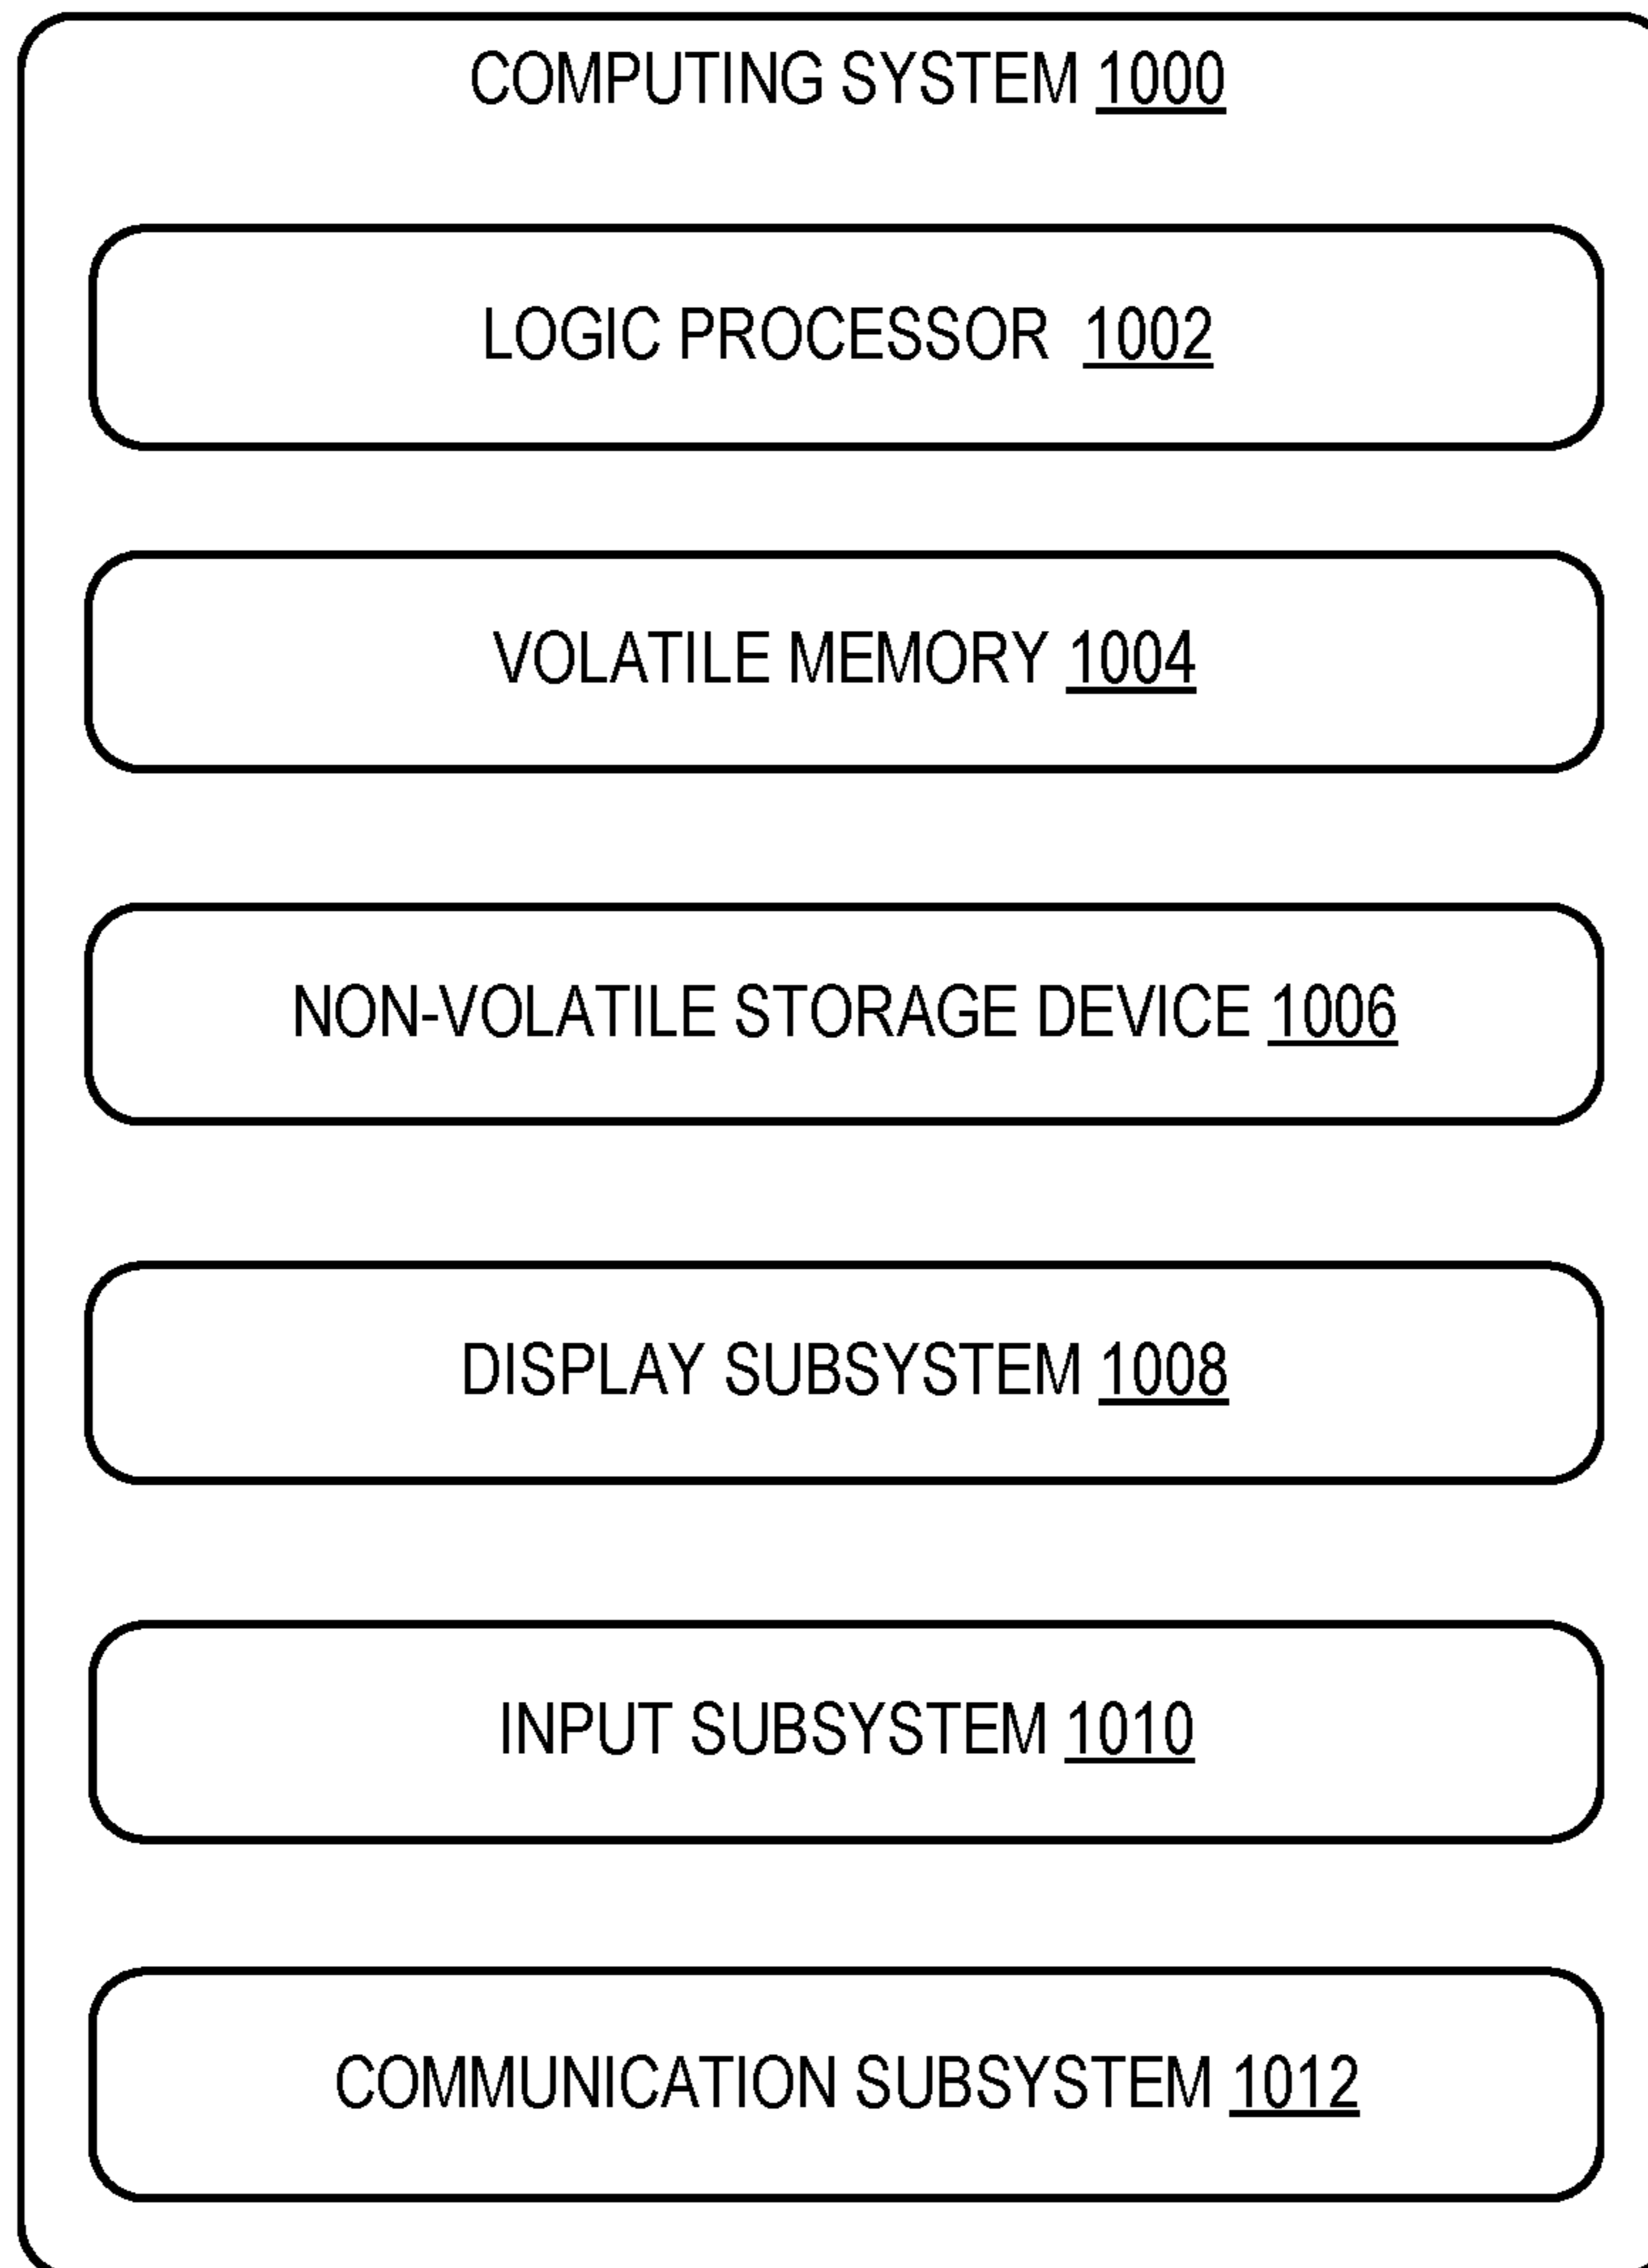 COMPUTING SYSTEM 1000
LOGIC PROCESSOR 1002
VOLATILE MEMORY 1004
NON-VOLATILE STORAGE DEVICE 1006
DISPLAY SUBSYSTEM 1008
INPUT SUBSYSTEM 1010
COMMUNICATION SUBSYSTEM 1012